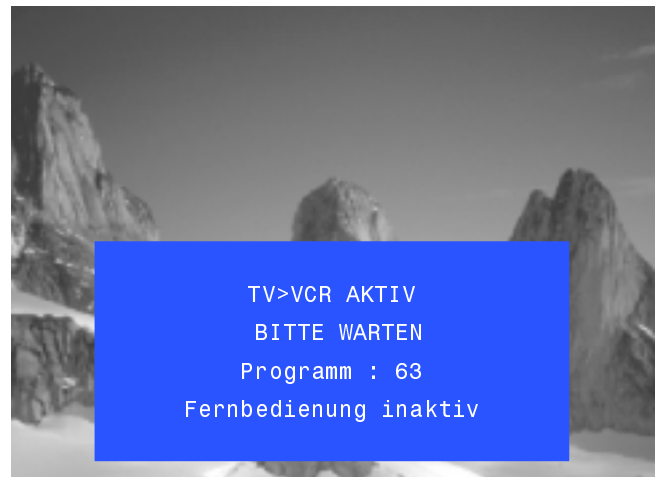 TV>VCR AKTIV
BITTE WARTEN
Programm : 63
Fernbedienung inaktiv